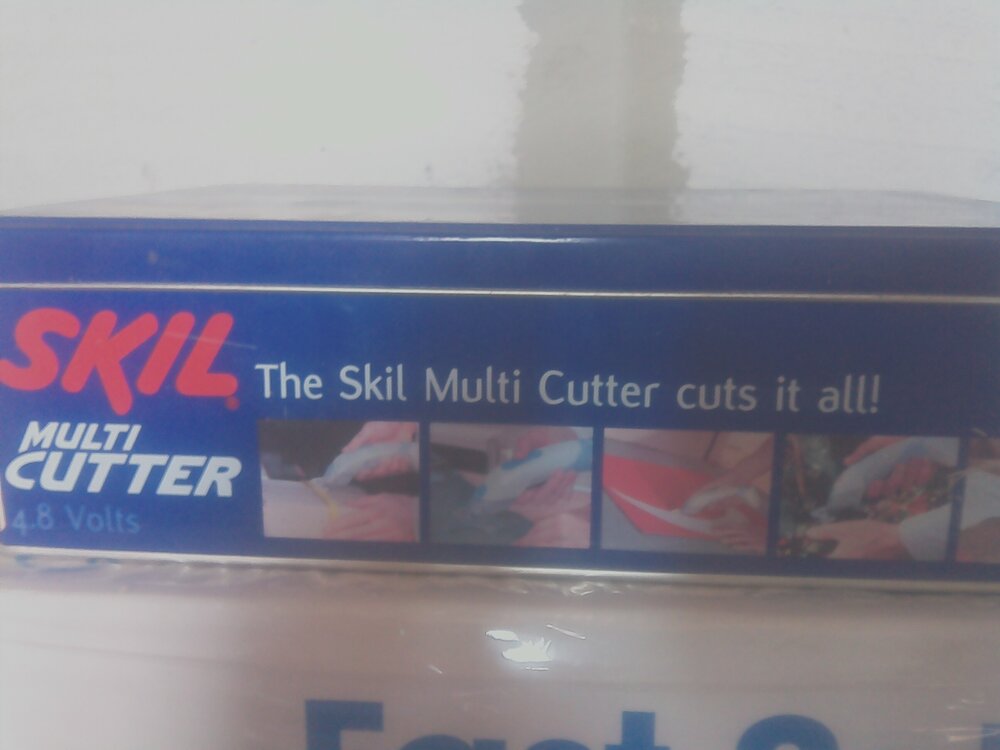 SKIL
The Skil Multi Cutter cuts it all!
MULTI
CUTTER
4.8 Volts